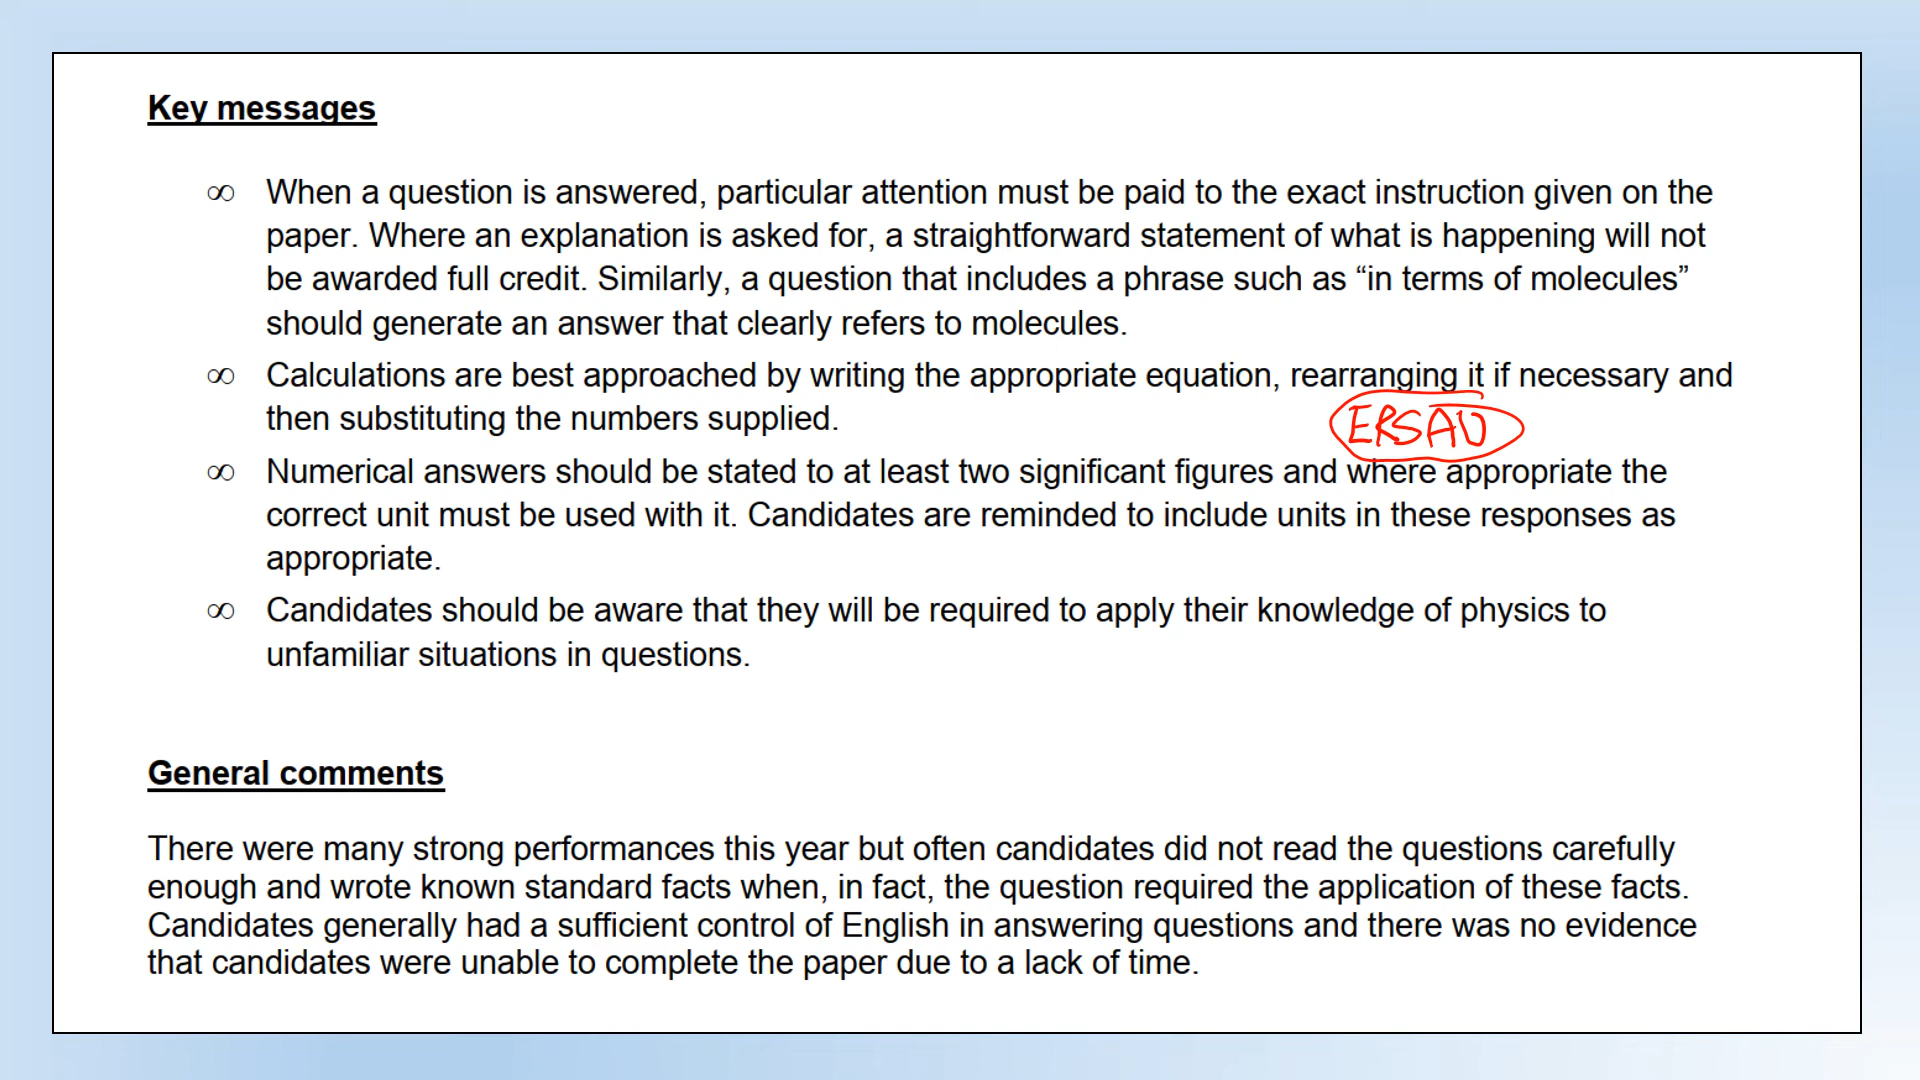 Key messages
∞ When a question is answered, particular attention must be paid to the exact instruction given on the
paper. Where an explanation is asked for, a straightforward statement of what is happening will not
be awarded full credit. Similarly, a question that includes a phrase such as “in terms of molecules”
should generate an answer that clearly refers to molecules.
∞ Calculations are best approached by writing the appropriate equation, rearranging it if necessary and
then substituting the numbers supplied.
ERSAU
∞ Numerical answers should be stated to at least two significant figures and where appropriate the
correct unit must be used with it. Candidates are reminded to include units in these responses as
appropriate.
∞ Candidates should be aware that they will be required to apply their knowledge of physics to
unfamiliar situations in questions.
General comments
There were many strong performances this year but often candidates did not read the questions carefully
enough and wrote known standard facts when, in fact, the question required the application of these facts.
Candidates generally had a sufficient control of English in answering questions and there was no evidence
that candidates were unable to complete the paper due to a lack of time.